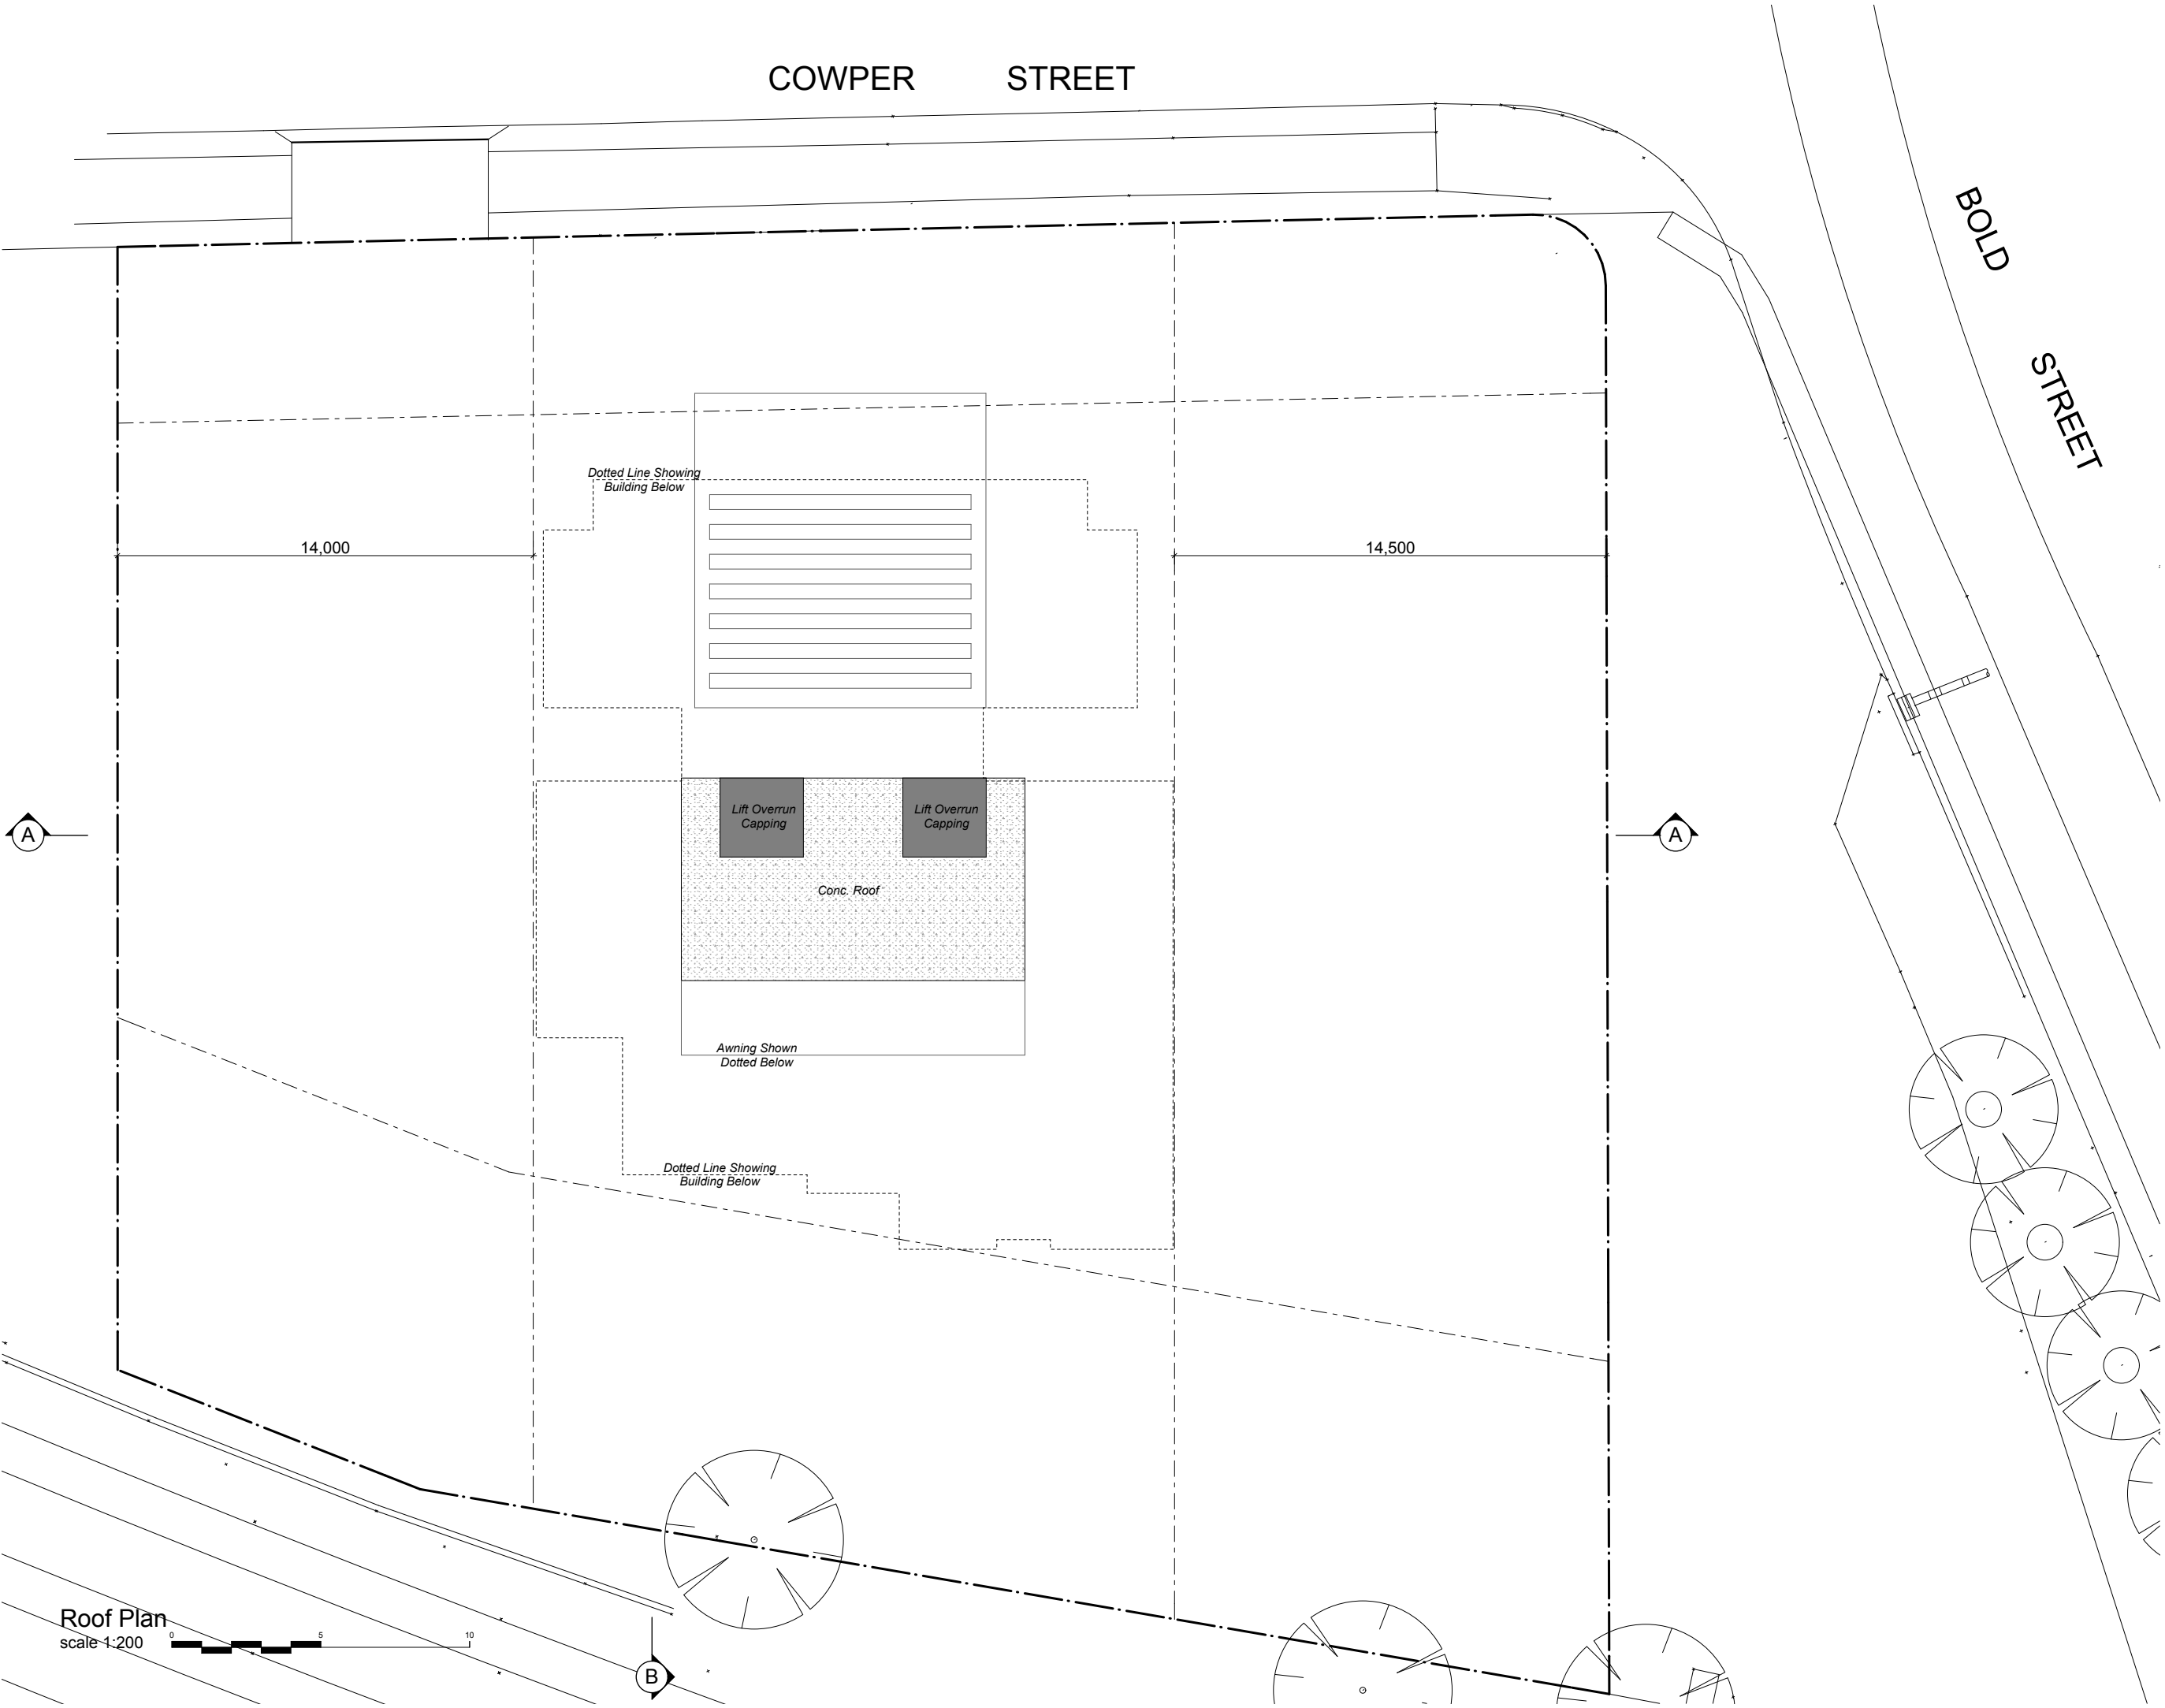 COWPER STREET
BOLD STREET
Dotted Line Showing
Building Below
14,000
14,500
Lift Overrun
Capping
Lift Overrun
Capping
A
A
Conc. Roof
Awning Shown
Dotted Below
Dotted Line Showing
Building Below
Roof Plan
scale 1:200
0 5 10
B